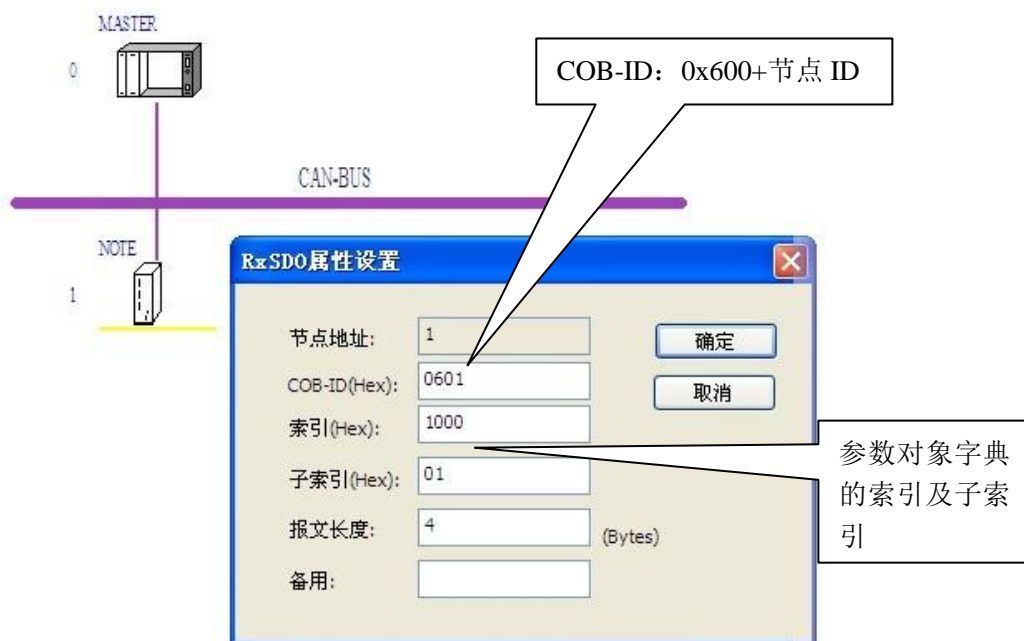 MASTER
0
COB-ID：0x600+节点 ID
CAN-BUS
NOTE
1
RxSDO属性设置
节点地址: 1
确定
COB-ID(Hex): 0601
取消
索引(Hex): 1000
子索引(Hex): 01
报文长度: 4 (Bytes)
备用:
参数对象字典
的索引及子索
引